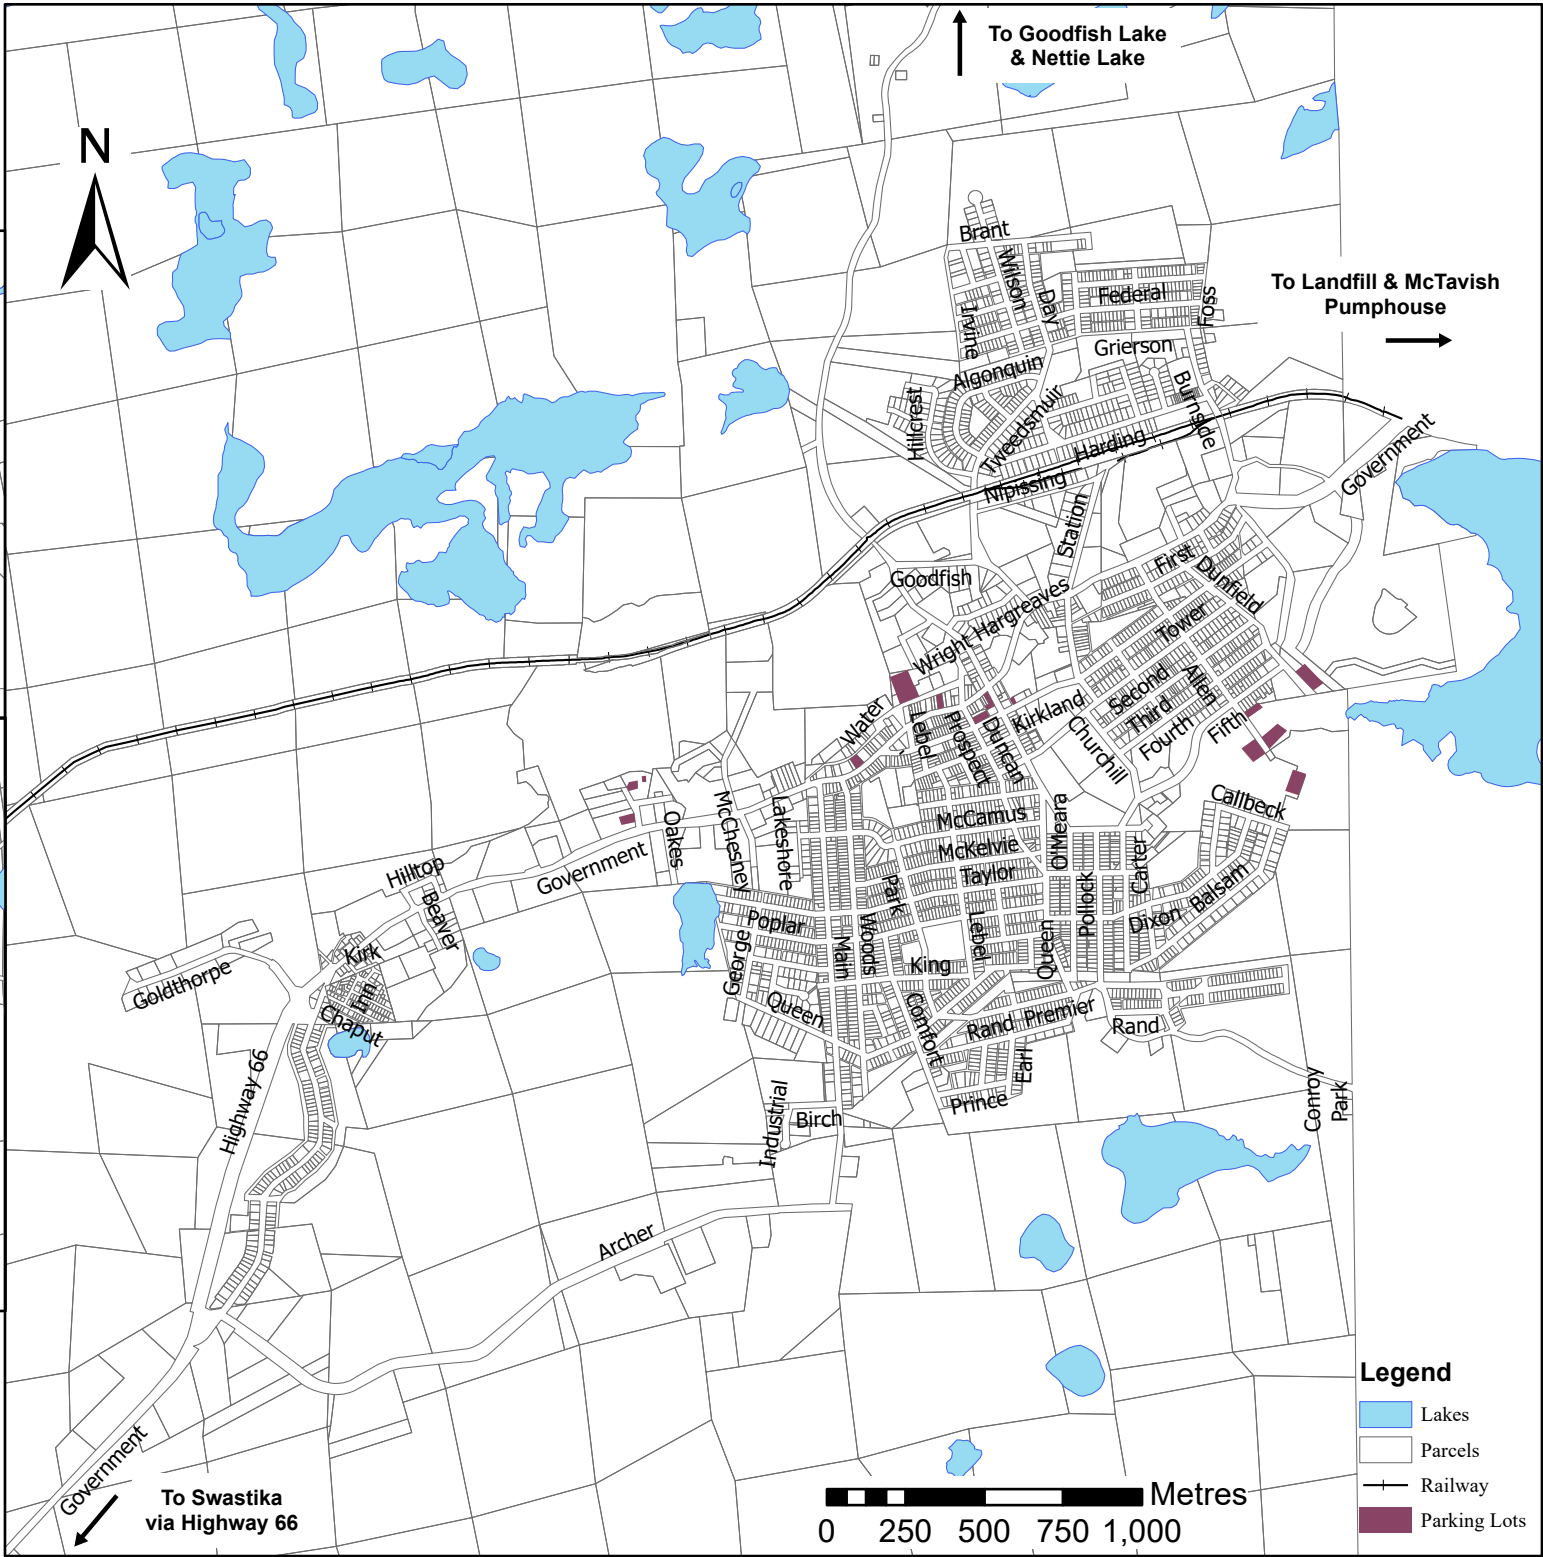 To Goodfish Lake
& Nettie Lake
N
Brant
Wilson
To Landfill & McTavish
Pumphouse
Federal
Day
Foss
Irvine
Grierson
Algonquin
Burnside
Hillcrest
Tweedsmuir
Harding
Government
Nipissing
Station
First
Goodfish
Dunfield
Wright Hargreaves
Tower
Second
Allen
Water
Kirkland
Third
Lebel
Prospect
Duncan
Churchill
Fourth
Fifth
Callbeck
McChesney
Lakeshore
Oakes
McCamus
O'Meara
McKelvie
Carter
Government
Taylor
Hilltop
Park
Pollock
Balsam
Beaver
Poplar
Dixon
Woods
Main
Lebel
Queen
Kirk
George
King
Goldthorpe
Inn
Queen
Comfort
Chaput
Rand
Premier
Rand
Earl
Highway 66
Conroy
Park
Industrial
Birch
Prince
Archer
Government
To Swastika
via Highway 66
Legend
Lakes
Parcels
Railway
Parking Lots
Metres
0 250 500 750 1,000